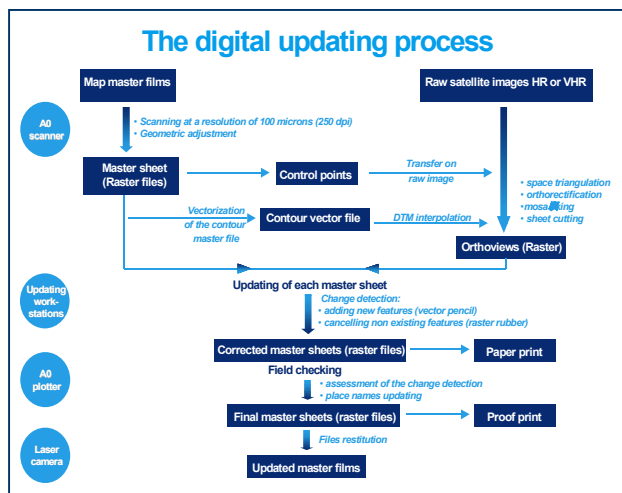 The digital updating process
Map master films
Raw satellite images HR or VHR
A0
scanner
• Scanning at a resolution of 100 microns (250 dpi)
• Geometric adjustment
Master sheet
(Raster files)
Control points
Transfer on
raw image
• space triangulation
• orthorectification
• mosaicking
• sheet cutting
Vectorization
of the contour
master file
Contour vector file
DTM interpolation
Orthoviews (Raster)
Updating
work-
stations
Updating of each master sheet
Change detection:
• adding new features (vector pencil)
• cancelling non existing features (raster rubber)
Corrected master sheets (raster files)
Paper print
A0
plotter
Field checking
• assessment of the change detection
• place names updating
Final master sheets (raster files)
Proof print
Laser
camera
Files restitution
Updated master films